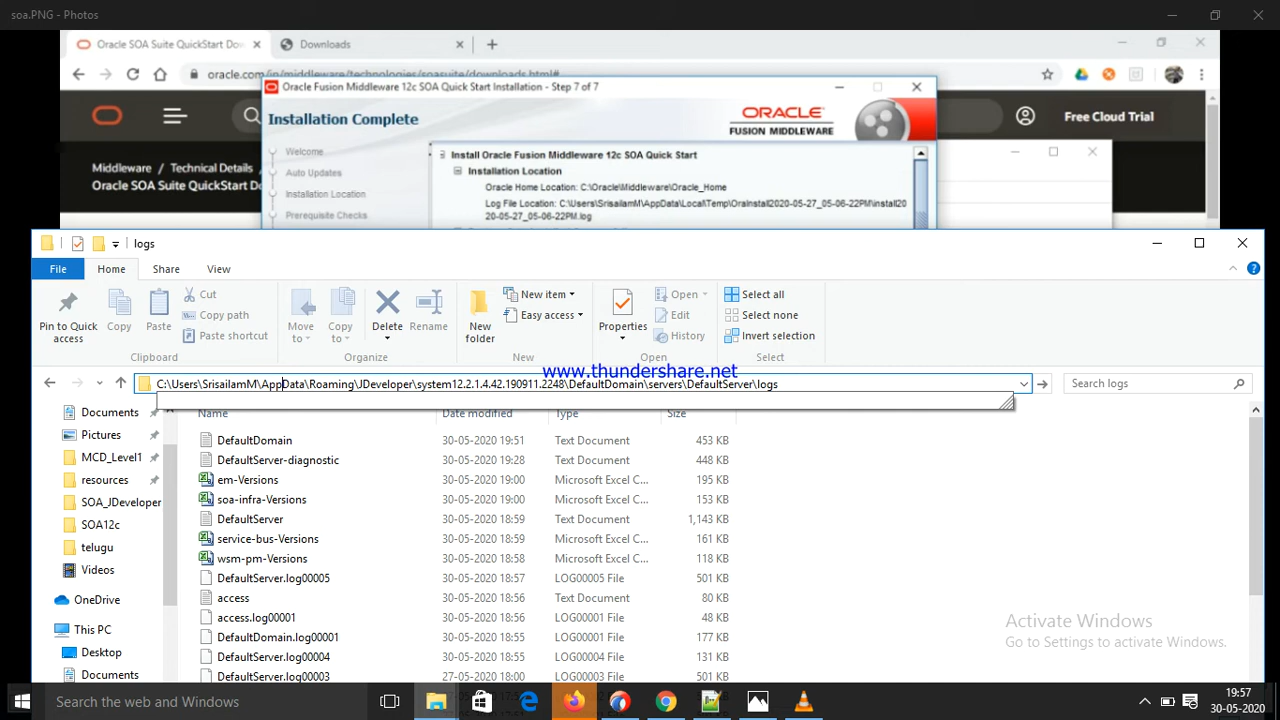 soa.PNG - Photos
Oracle SOA Suite QuickStart Dov
Downloads
oracle.com/in/middleware/technologies/soasuite/downloads.html#
Oracle Fusion Middleware 12c SOA Quick Start Installation - Step 7 of 7
Installation Complete
ORACLE
FUSION MIDDLEWARE
Free Cloud Trial
Welcome
Auto Updates
Installation Location
Prerequisite Checks
Install Oracle Fusion Middleware 12c SOA Quick Start
Installation Location
Oracle Home Location: C:\Oracle\Middleware\Oracle_Home
Log File Location: C:\Users\SrisailamM\AppData\Local\Temp\OraInstall2020-05-27_05-06-22PM\install20
20-05-27_05-06-22PM.log
Middleware / Technical Details
Oracle SOA Suite QuickStart Do
logs
File
Home
Share
View
Pin to Quick
access
Copy
Paste
Cut
Copy path
Paste shortcut
Clipboard
Move
to
Copy
to
Delete
Rename
Organize
New
folder
New item
Easy access
New
Properties
Open
Edit
History
Open
Select all
Select none
Invert selection
Select
www.thundershare.net
C:\Users\SrisailamM\AppData\Roaming\JDeveloper\system12.2.1.4.42.190911.2248\DefaultDomain\servers\DefaultServer\logs
Search logs
Documents
Pictures
MCD_Level1
resources
SOA_JDeveloper
SOA12c
telugu
Videos
OneDrive
This PC
Desktop
Documents
Name Date modified Type Size
DefaultDomain 30-05-2020 19:51 Text Document 453 KB
DefaultServer-diagnostic 30-05-2020 19:28 Text Document 448 KB
em-Versions 30-05-2020 19:00 Microsoft Excel C... 195 KB
soa-infra-Versions 30-05-2020 19:00 Microsoft Excel C... 153 KB
DefaultServer 30-05-2020 18:59 Text Document 1,143 KB
service-bus-Versions 30-05-2020 18:59 Microsoft Excel C... 161 KB
wsm-pm-Versions 30-05-2020 18:58 Microsoft Excel C... 118 KB
DefaultServer.log00005 30-05-2020 18:57 LOG00005 File 501 KB
access 30-05-2020 18:56 Text Document 80 KB
access.log00001 30-05-2020 18:56 LOG00001 File 48 KB
DefaultDomain.log00001 30-05-2020 18:55 LOG00001 File 177 KB
DefaultServer.log00004 30-05-2020 18:55 LOG00004 File 131 KB
DefaultServer.log00003 27-05-2020 18:00 LOG00003 File 501 KB
Activate Windows
Go to Settings to activate Windows.
Search the web and Windows
19:57
30-05-2020